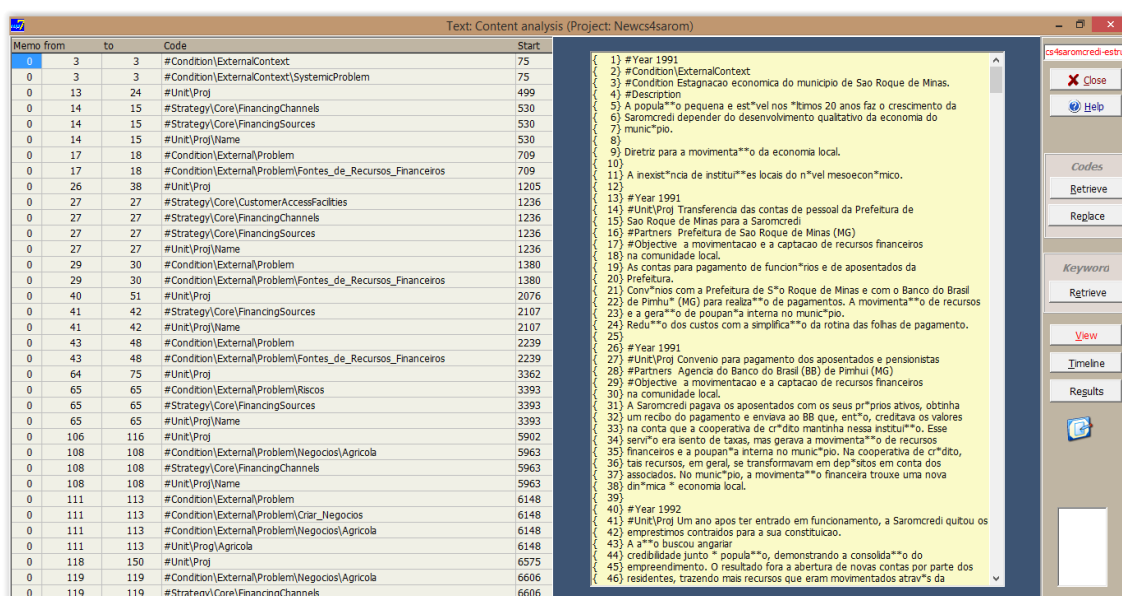 Text: Content analysis (Project: Newcs4sarom)
Memo from to Code Start
0 3 3 #Condition\ExternalContext 75
0 3 3 #Condition\ExternalContext\SystemicProblem 75
0 13 24 #Unit\Proj 499
0 14 15 #Strategy\Core\FinancingChannels 530
0 14 15 #Strategy\Core\FinancingSources 530
0 14 15 #Unit\Proj\Name 530
0 17 18 #Condition\External\Problem 709
0 17 18 #Condition\External\Problem\Fontes_de_Recursos_Financeiros 709
0 26 38 #Unit\Proj 1205
0 27 27 #Strategy\Core\CustomerAccessFacilities 1236
0 27 27 #Strategy\Core\FinancingChannels 1236
0 27 27 #Strategy\Core\FinancingSources 1236
0 27 27 #Unit\Proj\Name 1236
0 29 30 #Condition\External\Problem 1380
0 29 30 #Condition\External\Problem\Fontes_de_Recursos_Financeiros 1380
0 40 51 #Unit\Proj 2076
0 41 42 #Strategy\Core\FinancingSources 2107
0 41 42 #Unit\Proj\Name 2107
0 43 48 #Condition\External\Problem 2239
0 43 48 #Condition\External\Problem\Fontes_de_Recursos_Financeiros 2239
0 64 75 #Unit\Proj 3362
0 65 65 #Condition\External\Problem\Riscos 3393
0 65 65 #Strategy\Core\FinancingSources 3393
0 65 65 #Unit\Proj\Name 3393
0 106 116 #Unit\Proj 5902
0 108 108 #Condition\External\Problem\Negocios\Agricola 5963
0 108 108 #Strategy\Core\FinancingChannels 5963
0 108 108 #Unit\Proj\Name 5963
0 111 113 #Condition\External\Problem 6148
0 111 113 #Condition\External\Problem\Criar_Negocios 6148
0 111 113 #Condition\External\Problem\Negocios\Agricola 6148
0 111 113 #Unit\Prog\Agricola 6148
0 118 150 #Unit\Proj 6575
0 119 119 #Condition\External\Problem\Negocios\Agricola 6606
0 119 119 #Strategy\Core\FinancingChannels 6606
{ 1} #Year 1991
{ 2} #Condition\ExternalContext
{ 3} #Condition Estagnacao economica do municipio de Sao Roque de Minas.
{ 4} #Description
{ 5} A popula**o pequena e est*vel nos *ltimos 20 anos faz o crescimento da
{ 6} Saromcredi depender do desenvolvimento qualitativo da economia do
{ 7} munic*pio.
{ 8}
{ 9} Diretriz para a movimenta**o da economia local.
{ 10}
{ 11} A inexist*ncia de institui**es locais do n*vel mesoecon*mico.
{ 12}
{ 13} #Year 1991
{ 14} #Unit\Proj Transferencia das contas de pessoal da Prefeitura de
{ 15} Sao Roque de Minas para a Saromcredi
{ 16} #Partners Prefeitura de Sao Roque de Minas (MG)
{ 17} #Objective a movimentacao e a captacao de recursos financeiros
{ 18} na comunidade local.
{ 19} As contas para pagamento de funcion*rios e de aposentados da
{ 20} Prefeitura.
{ 21} Conv*nios com a Prefeitura de S*o Roque de Minas e com o Banco do Brasil
{ 22} de Pimhu* (MG) para realiza**o de pagamentos. A movimenta**o de recursos
{ 23} e a gera**o de poupan*a interna no munic*pio.
{ 24} Redu**o dos custos com a simplifica**o da rotina das folhas de pagamento.
{ 25}
{ 26} #Year 1991
{ 27} #Unit\Proj Convenio para pagamento dos aposentados e pensionistas
{ 28} #Partners Agencia do Banco do Brasil (BB) de Pimhui (MG)
{ 29} #Objective a movimentacao e a captacao de recursos financeiros
{ 30} na comunidade local.
{ 31} A Saromcredi pagava os aposentados com os seus pr*prios ativos, obtinha
{ 32} um recibo do pagamento e enviava ao BB que, ent*o, creditava os valores
{ 33} na conta que a cooperativa de cr*dito mantinha nessa institui**o. Esse
{ 34} servi*o era isento de taxas, mas gerava a movimenta**o de recursos
{ 35} financeiros e a poupan*a interna no munic*pio. Na cooperativa de cr*dito,
{ 36} tais recursos, em geral, se transformavam em dep*sitos em conta dos
{ 37} associados. No munic*pio, a movimenta**o financeira trouxe uma nova
{ 38} din*mica * economia local.
{ 39}
{ 40} #Year 1992
{ 41} #Unit\Proj Um ano apos ter entrado em funcionamento, a Saromcredi quitou os
{ 42} emprestimos contraidos para a sua constituicao.
{ 43} A a**o buscou angariar
{ 44} credibilidade junto * popula**o, demonstrando a consolida**o do
{ 45} empreendimento. O resultado fora a abertura de novas contas por parte dos
{ 46} residentes, trazendo mais recursos que eram movimentados atrav*s da
cs4saromcredi-estru
Close
Help
Codes
Retrieve
Replace
Keyword
Retrieve
View
Timeline
Results